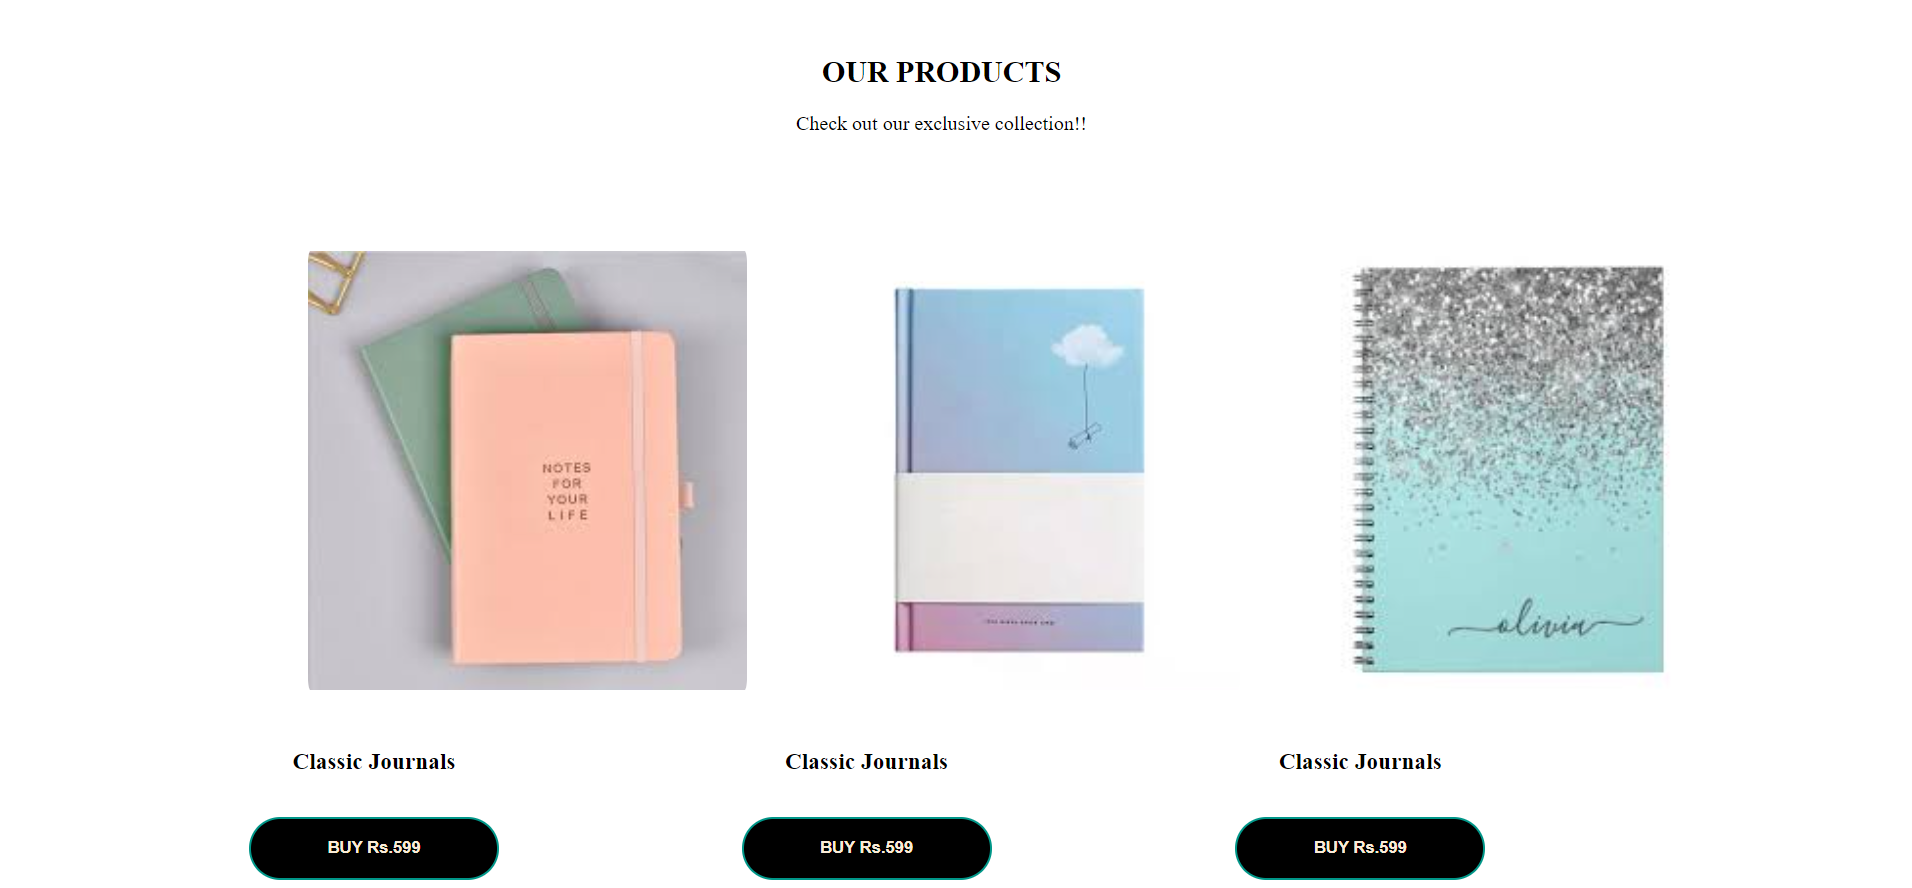 OUR PRODUCTS
Check out our exclusive collection!!
NOTES
FOR
YOUR
LIFE
olivia
Classic Journals
Classic Journals
Classic Journals
BUY Rs.599
BUY Rs.599
BUY Rs.599